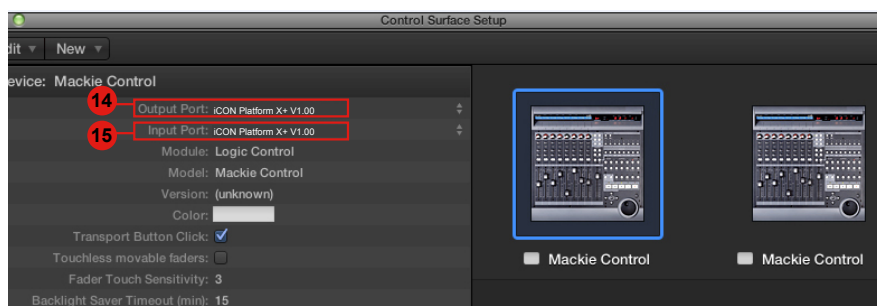 Control Surface Setup
dit New
evice: Mackie Control
14 Output Port: iCON Platform X+ V1.00
15 Input Port: iCON Platform X+ V1.00
Module: Logic Control
Model: Mackie Control
Version: (unknown)
Color:
Transport Button Click:
Touchless movable faders:
Fader Touch Sensitivity: 3
Backlight Saver Timeout (min): 15
Mackie Control
Mackie Control